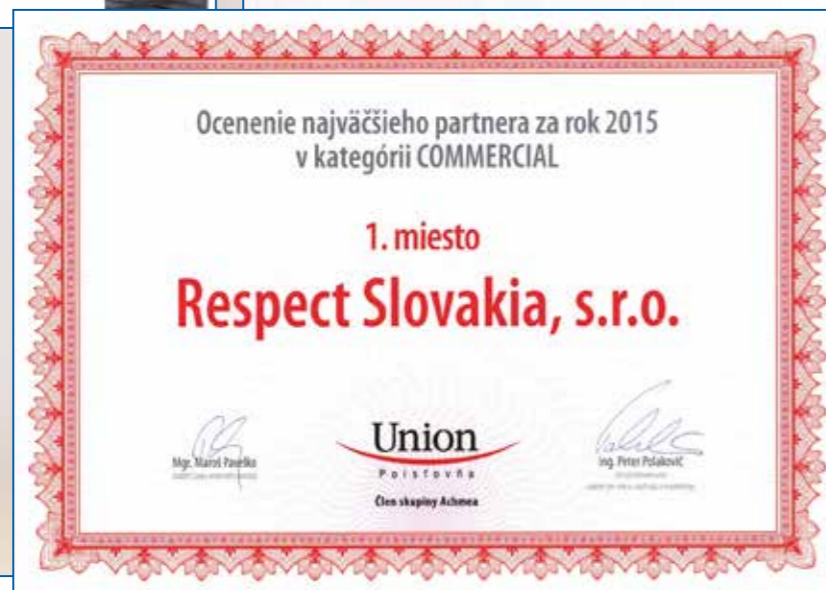 Ocenenie najväčšieho partnera za rok 2015
v kategórii COMMERCIAL
1. miesto
Respect Slovakia, s.r.o.
Mgr. Maroš Pavelko
Union
Poisťovňa
Člen skupiny Achmea
Ing. Peter Polakovič